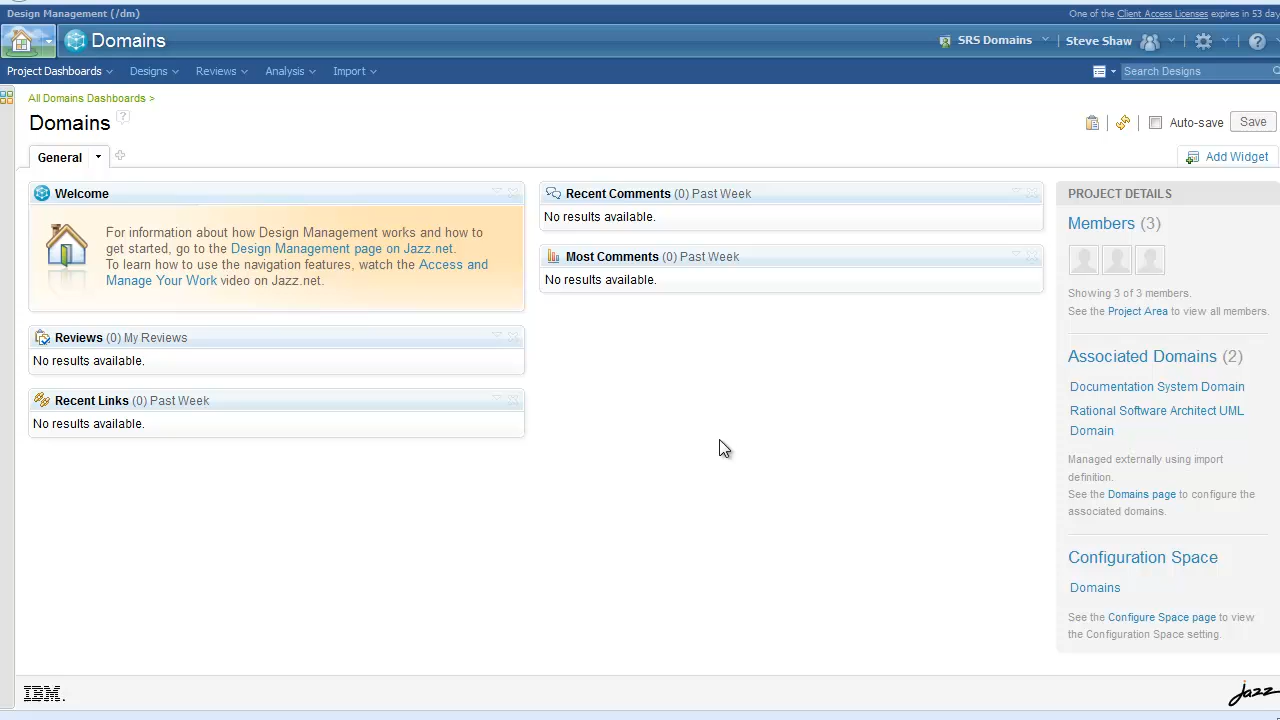 Design Management (/dm)
One of the Client Access Licenses expires in 53 day
Domains
SRS Domains
Steve Shaw
Project Dashboards
Designs
Reviews
Analysis
Import
Search Designs
All Domains Dashboards >
Domains ?
Auto-save
Save
General
Add Widget
Welcome
For information about how Design Management works and how to
get started, go to the Design Management page on Jazz net.
To learn how to use the navigation features, watch the Access and
Manage Your Work video on Jazz.net.
Reviews (0) My Reviews
No results available.
Recent Links (0) Past Week
No results available.
Recent Comments (0) Past Week
No results available.
Most Comments (0) Past Week
No results available.
PROJECT DETAILS
Members (3)
Showing 3 of 3 members.
See the Project Area to view all members.
Associated Domains (2)
Documentation System Domain
Rational Software Architect UML
Domain
Managed externally using import
definition.
See the Domains page to configure the
associated domains.
Configuration Space
Domains
See the Configure Space page to view
the Configuration Space setting.
IBM.
Jazz